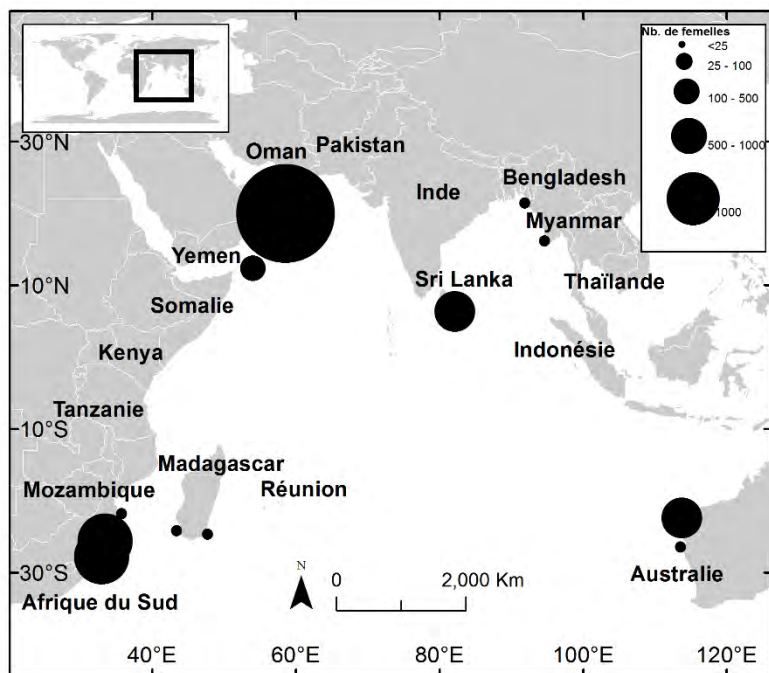 Nb. de femelles
<25
25 - 100
100 - 500
500 - 1000
1000
30°N
10°N
10°S
30°S
Oman
Pakistan
Inde
Bengladesh
Myanmar
Yemen
Sri Lanka
Thaïlande
Somalie
Indonésie
Kenya
Tanzanie
Madagascar
Mozambique
Réunion
Australie
Afrique du Sud
N
0
2,000 Km
40°E
60°E
80°E
100°E
120°E